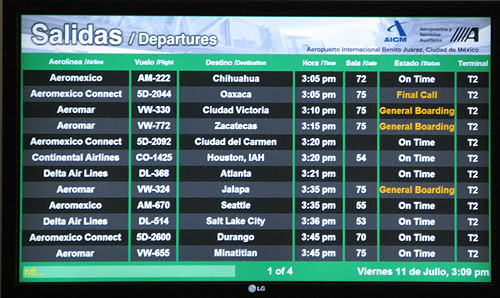 Salidas / Departures
AICM
Aeropuertos y Servicios Auxiliares
Aeropuerto Internacional Benito Juárez, Ciudad de México
Aerolínea /Airline Vuelo /Flight Destino /Destination Hora /Time Sala /Gate Estado /Status Terminal
Aeromexico AM-222 Chihuahua 3:05 pm 72 On Time T2
Aeromexico Connect 5D-2044 Oaxaca 3:05 pm 75 Final Call T2
Aeromar VW-330 Ciudad Victoria 3:10 pm 75 General Boarding T2
Aeromar VW-772 Zacatecas 3:15 pm 75 General Boarding T2
Aeromexico Connect 5D-2092 Ciudad del Carmen 3:20 pm On Time T2
Continental Airlines CO-1425 Houston, IAH 3:20 pm 54 On Time T2
Delta Air Lines DL-368 Atlanta 3:21 pm On Time T2
Aeromar VW-324 Jalapa 3:35 pm 75 General Boarding T2
Aeromexico AM-670 Seattle 3:35 pm 55 On Time T2
Delta Air Lines DL-514 Salt Lake City 3:36 pm 53 On Time T2
Aeromexico Connect 5D-2600 Durango 3:45 pm 70 On Time T2
Aeromar VW-655 Minatitlan 3:45 pm 75 On Time T2
1 of 4 Viernes 11 de Julio, 3:09 pm
LG